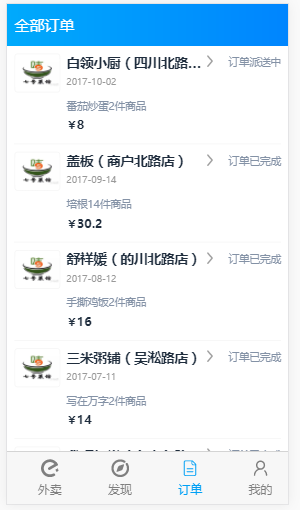 全部订单
白领小厨（四川北路... 订单派送中
2017-10-02
番茄炒蛋2件商品
￥8
盖板（商户北路店） 订单已完成
2017-09-14
培根14件商品
￥30.2
舒祥媛（的川北路店） 订单已完成
2017-08-12
手撕鸡饭2件商品
￥16
三米粥铺（吴淞路店） 订单已完成
2017-07-11
写在万字2件商品
￥14
外卖 发现 订单 我的